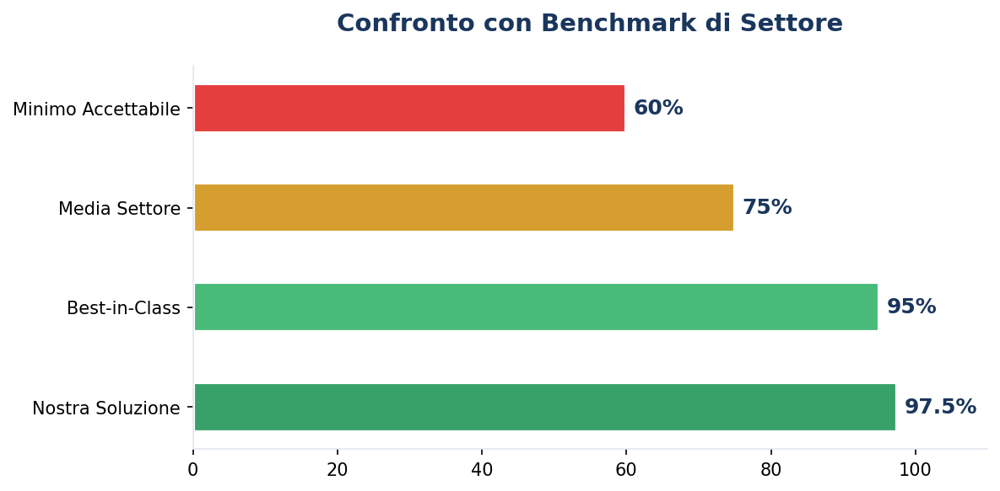 Confronto con Benchmark di Settore
Minimo Accettabile 60%
Media Settore 75%
Best-in-Class 95%
Nostra Soluzione 97.5%
0 20 40 60 80 100